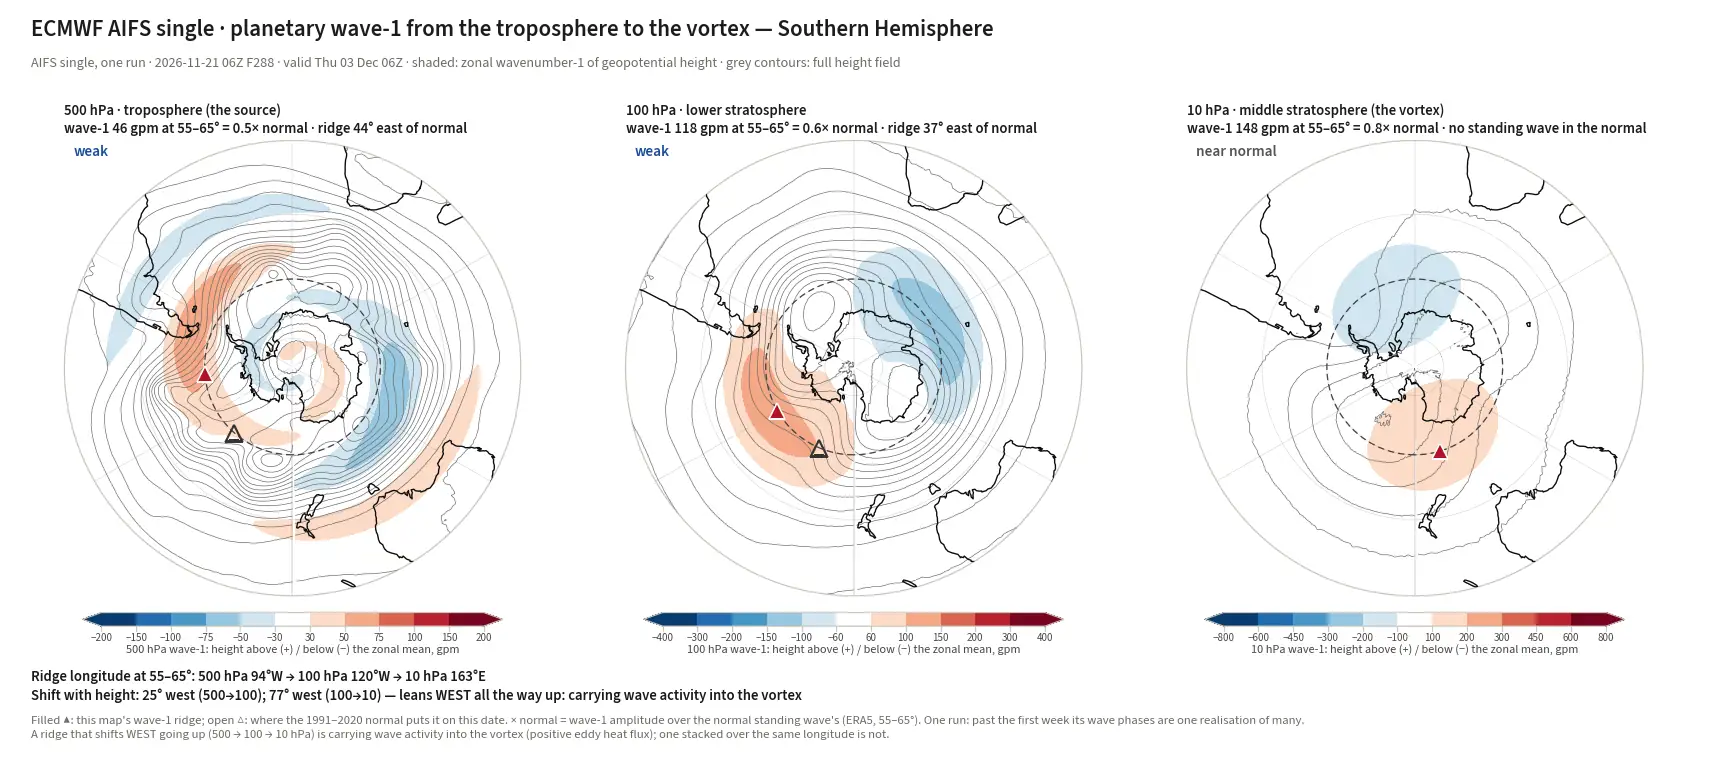 ECMWF AIFS single · planetary wave-1 from the troposphere to the vortex — Southern Hemisphere
AIFS single, one run · 2026-11-21 06Z F288 · valid Thu 03 Dec 06Z · shaded: zonal wavenumber-1 of geopotential height · grey contours: full height field
500 hPa · troposphere (the source)
wave-1 46 gpm at 55–65° = 0.5× normal · ridge 44° east of normal
weak
100 hPa · lower stratosphere
wave-1 118 gpm at 55–65° = 0.6× normal · ridge 37° east of normal
weak
10 hPa · middle stratosphere (the vortex)
wave-1 148 gpm at 55–65° = 0.8× normal · no standing wave in the normal
near normal
−200 −150 −100 −75 −50 −30 30 50 75 100 150 200
500 hPa wave-1: height above (+) / below (−) the zonal mean, gpm
−400 −300 −200 −150 −100 −60 60 100 150 200 300 400
100 hPa wave-1: height above (+) / below (−) the zonal mean, gpm
−800 −600 −450 −300 −200 −100 100 200 300 450 600 800
10 hPa wave-1: height above (+) / below (−) the zonal mean, gpm
Ridge longitude at 55–65°: 500 hPa 94°W → 100 hPa 120°W → 10 hPa 163°E
Shift with height: 25° west (500→100); 77° west (100→10) — leans WEST all the way up: carrying wave activity into the vortex
Filled ▲: this map's wave-1 ridge; open △: where the 1991–2020 normal puts it on this date. × normal = wave-1 amplitude over the normal standing wave's (ERA5, 55–65°). One run: past the first week its wave phases are one realisation of many.
A ridge that shifts WEST going up (500 → 100 → 10 hPa) is carrying wave activity into the vortex (positive eddy heat flux); one stacked over the same longitude is not.